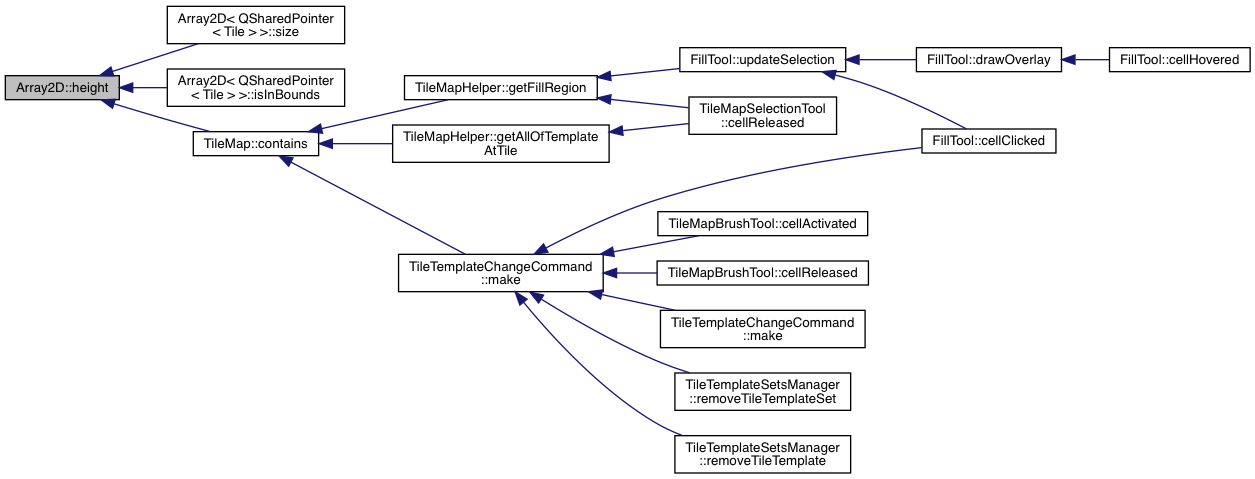 Array2D::height
Array2D< QSharedPointer
< Tile > >::size
Array2D< QSharedPointer
< Tile > >::isInBounds
TileMap::contains
TileMapHelper::getFillRegion
TileMapHelper::getAllOfTemplate
AtTile
TileTemplateChangeCommand
::make
FillTool::updateSelection
TileMapSelectionTool
::cellReleased
FillTool::drawOverlay
FillTool::cellHovered
FillTool::cellClicked
TileMapBrushTool::cellActivated
TileMapBrushTool::cellReleased
TileTemplateChangeCommand
::make
TileTemplateSetsManager
::removeTileTemplateSet
TileTemplateSetsManager
::removeTileTemplate